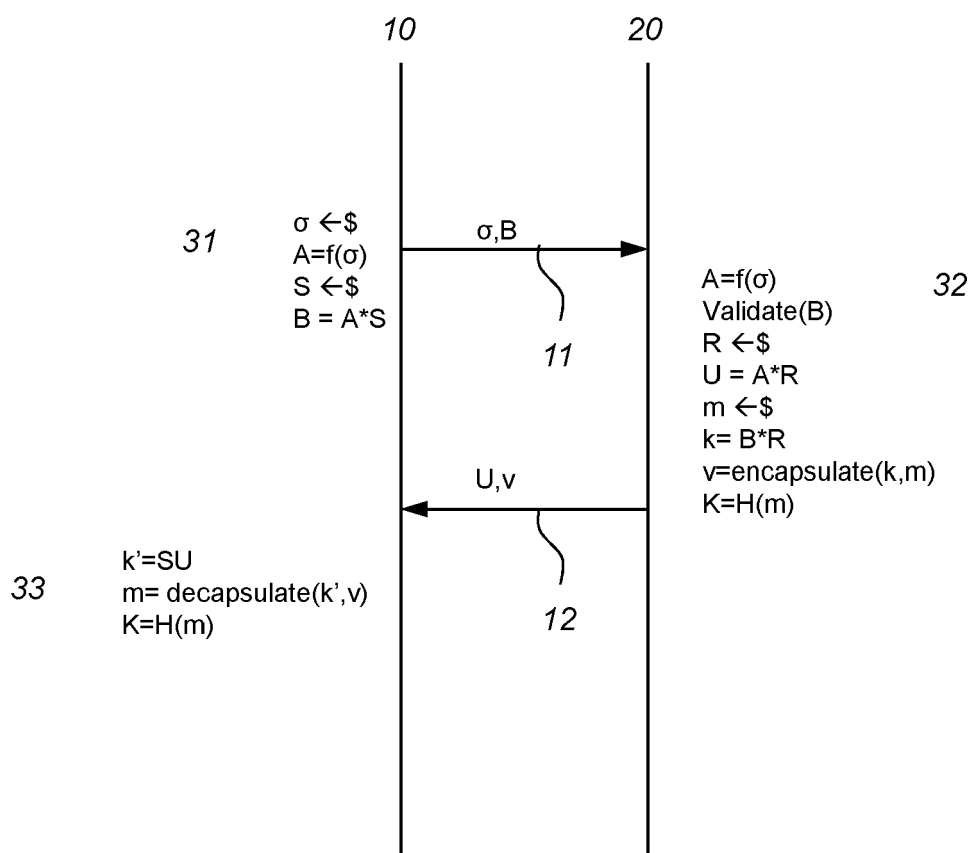 10
20
31
σ ←$
A=f(σ)
S ←$
B = A*S
σ,B
11
A=f(σ)
Validate(B)
R ←$
U = A*R
m ←$
k= B*R
v=encapsulate(k,m)
K=H(m)
32
U,v
12
33
k’=SU
m= decapsulate(k’,v)
K=H(m)